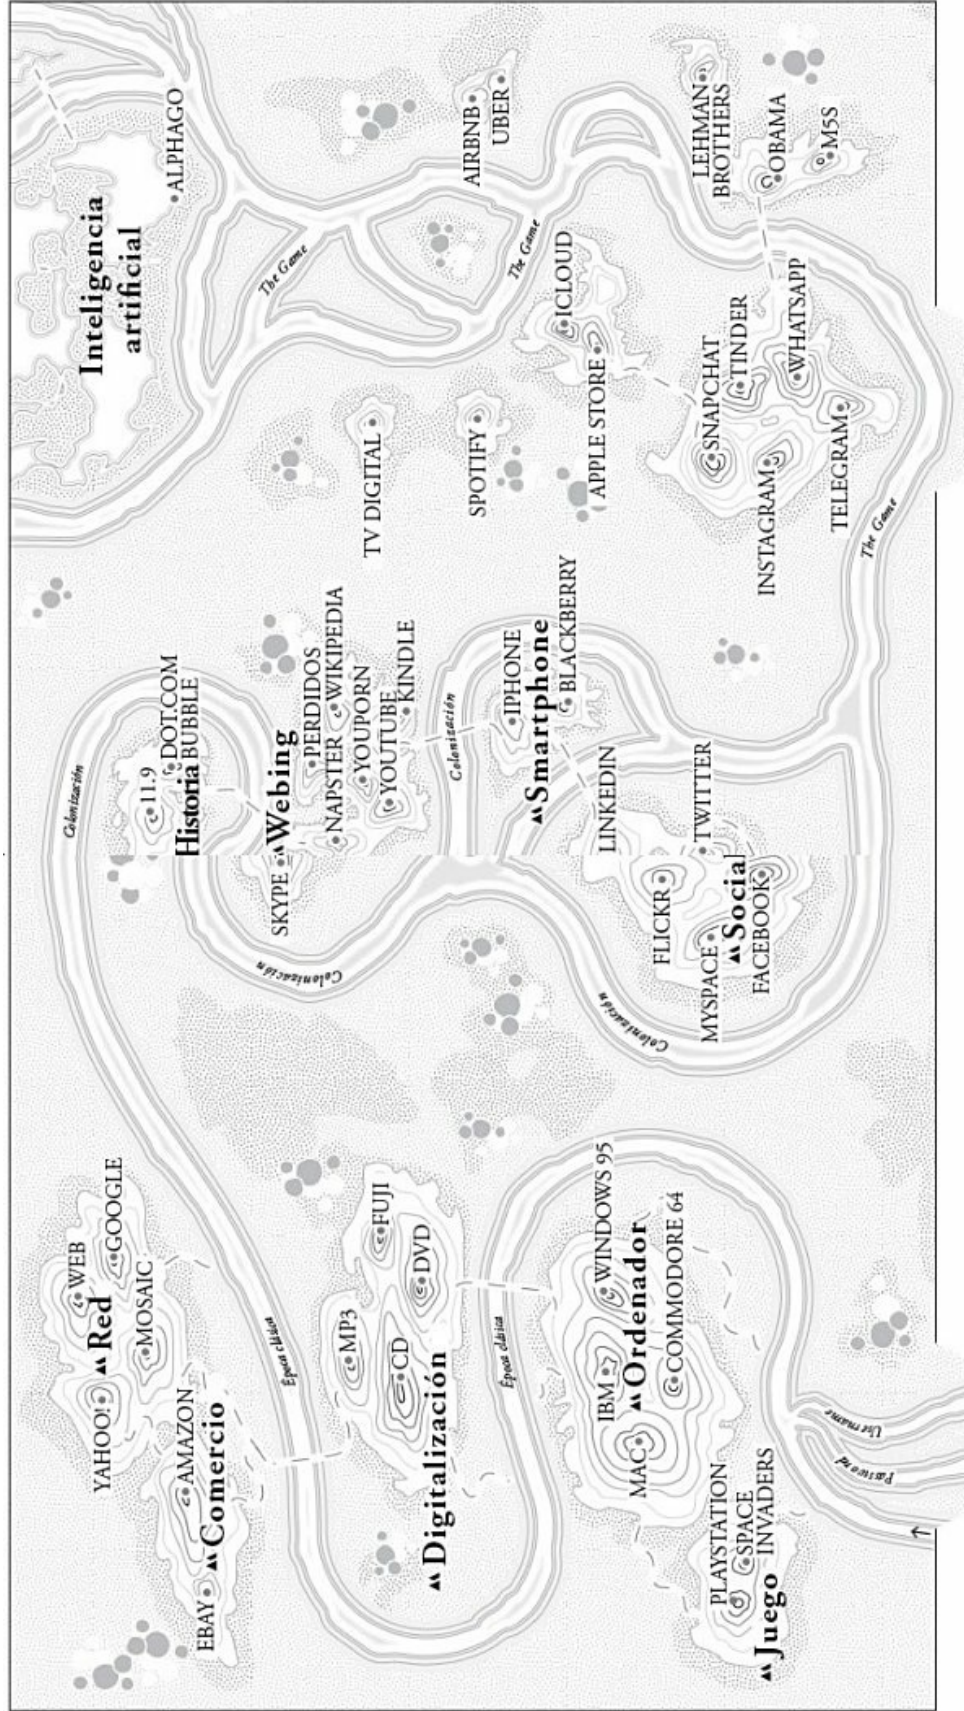 Inteligencia
artificial
ALPHAGO
The Game
AIRBNB
UBER
The Game
ICLOUD
APPLE STORE
LEHMAN
BROTHERS
OBAMA
M5S
SNAPCHAT
TINDER
WHATSAPP
INSTAGRAM
TELEGRAM
The Game
TV DIGITAL
SPOTIFY
Colonización
11.9
DOT.COM
BUBBLE
Historia
Webing
SKYPE
PERDIDOS
NAPSTER
WIKIPEDIA
YOUPORN
YOUTUBE
KINDLE
Colonización
IPHONE
Smartphone
BLACKBERRY
LINKEDIN
TWITTER
FLICKR
MYSPACE
Social
FACEBOOK
Colonización
Colonización
WEB
GOOGLE
Red
MOSAIC
YAHOO!
AMAZON
Comercio
EBAY
Época clásica
FUJI
DVD
MP3
CD
Digitalización
Época clásica
WINDOWS 95
Ordenador
COMMODORE 64
IBM
MAC
PLAYSTATION
SPACE
INVADERS
Juego
Username
Password